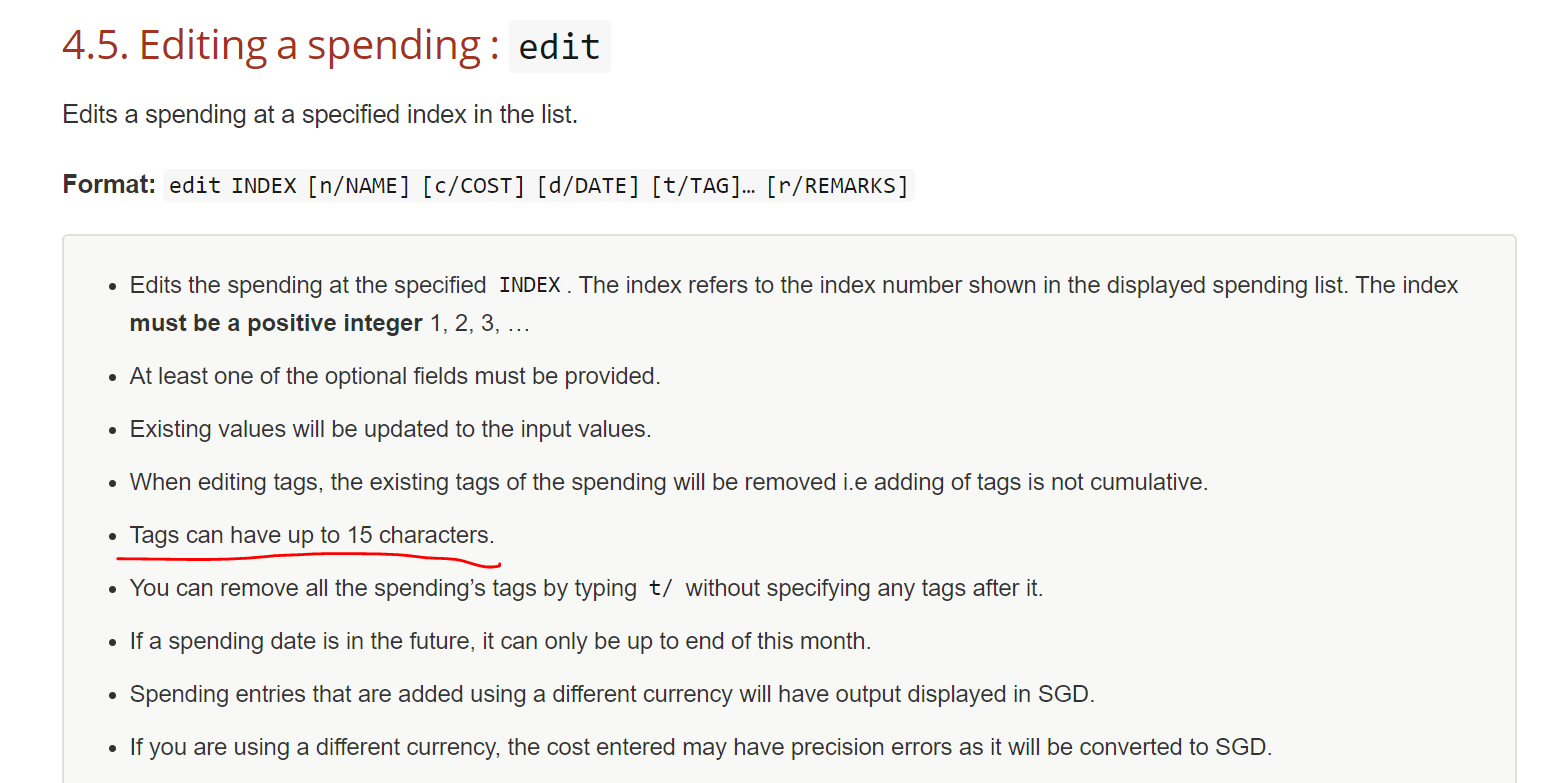 4.5. Editing a spending : edit
Edits a spending at a specified index in the list.
Format: edit INDEX [n/NAME] [c/COST] [d/DATE] [t/TAG]… [r/REMARKS]
• Edits the spending at the specified INDEX . The index refers to the index number shown in the displayed spending list. The index
must be a positive integer 1, 2, 3, …
• At least one of the optional fields must be provided.
• Existing values will be updated to the input values.
• When editing tags, the existing tags of the spending will be removed i.e adding of tags is not cumulative.
• Tags can have up to 15 characters.
• You can remove all the spending’s tags by typing t/ without specifying any tags after it.
• If a spending date is in the future, it can only be up to end of this month.
• Spending entries that are added using a different currency will have output displayed in SGD.
• If you are using a different currency, the cost entered may have precision errors as it will be converted to SGD.